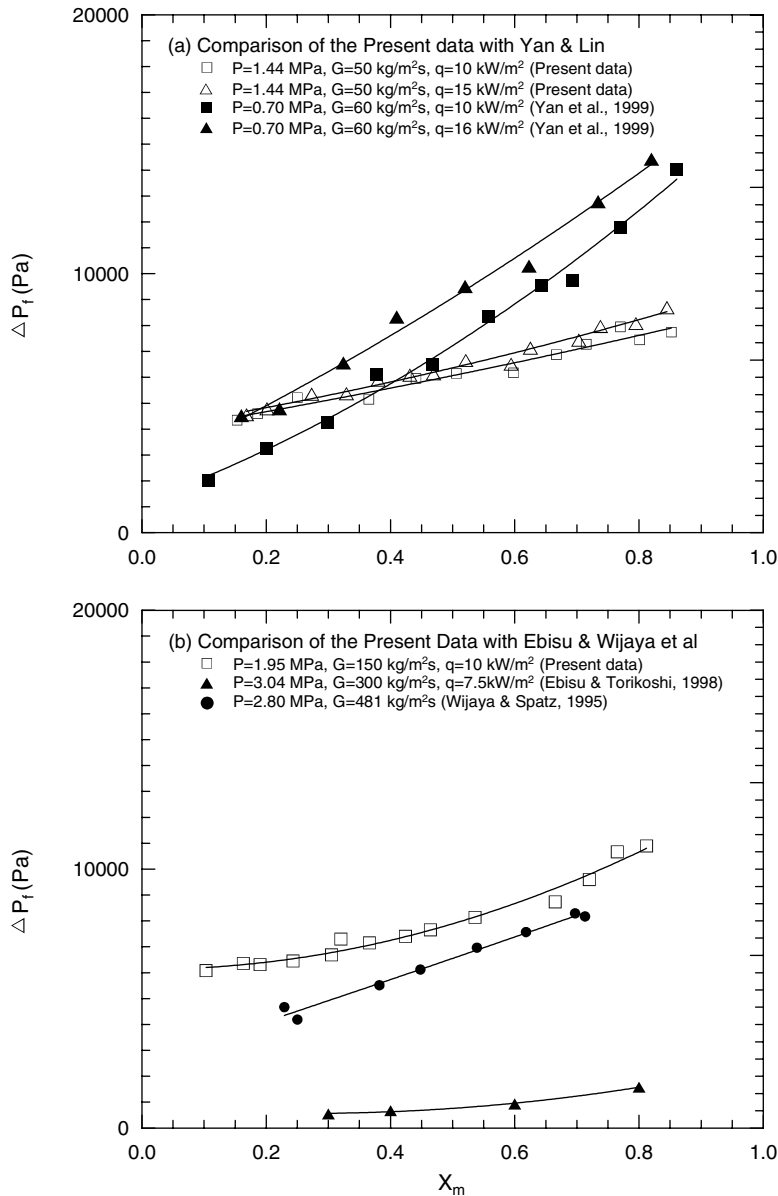 20000
(a) Comparison of the Present data with Yan & Lin
P=1.44 MPa, G=50 kg/m²s, q=10 kW/m² (Present data)
P=1.44 MPa, G=50 kg/m²s, q=15 kW/m² (Present data)
P=0.70 MPa, G=60 kg/m²s, q=10 kW/m² (Yan et al., 1999)
P=0.70 MPa, G=60 kg/m²s, q=16 kW/m² (Yan et al., 1999)
△ P_f (Pa)
10000
0
0.0 0.2 0.4 0.6 0.8 1.0
20000
(b) Comparison of the Present Data with Ebisu & Wijaya et al
P=1.95 MPa, G=150 kg/m²s, q=10 kW/m² (Present data)
P=3.04 MPa, G=300 kg/m²s, q=7.5kW/m² (Ebisu & Torikoshi, 1998)
P=2.80 MPa, G=481 kg/m²s (Wijaya & Spatz, 1995)
△ P_f (Pa)
10000
0
0.0 0.2 0.4 0.6 0.8 1.0
X_m